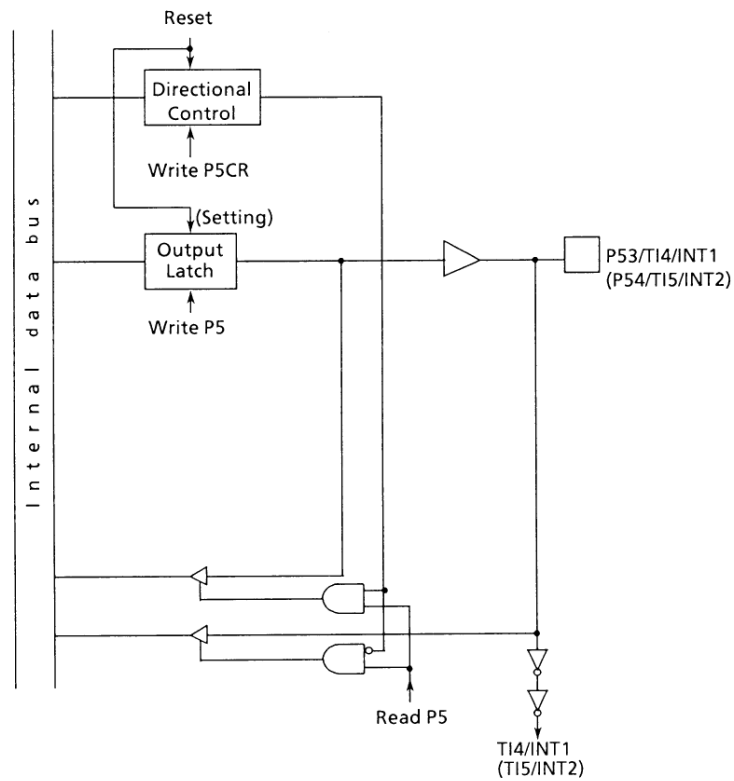 Reset
Directional
Control
Write P5CR
(Setting)
Output
Latch
Write P5
P53/TI4/INT1
(P54/TI5/INT2)
Internal data bus
Read P5
TI4/INT1
(TI5/INT2)